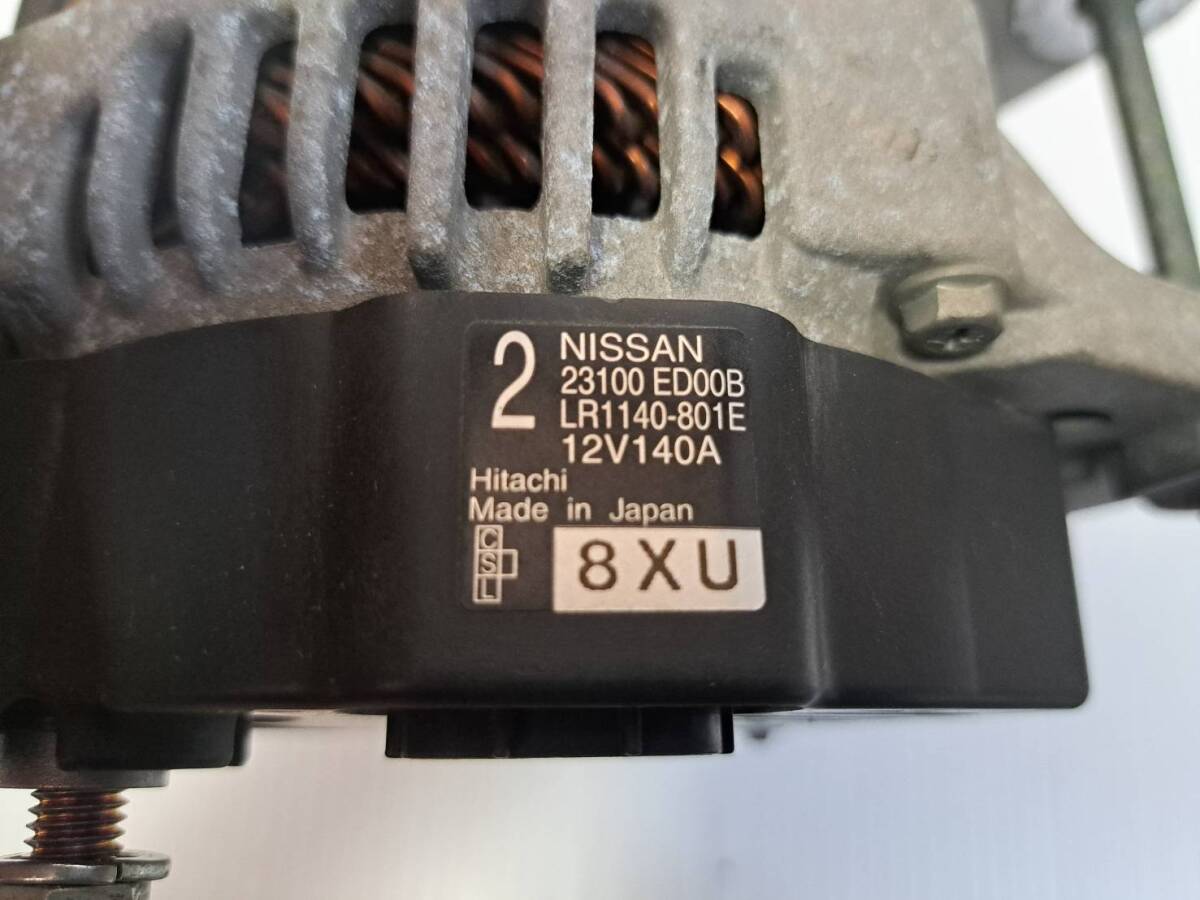 2
NISSAN
23100 ED00B
LR1140-801E
12V140A
Hitachi
Made in Japan
C
S
L
8XU